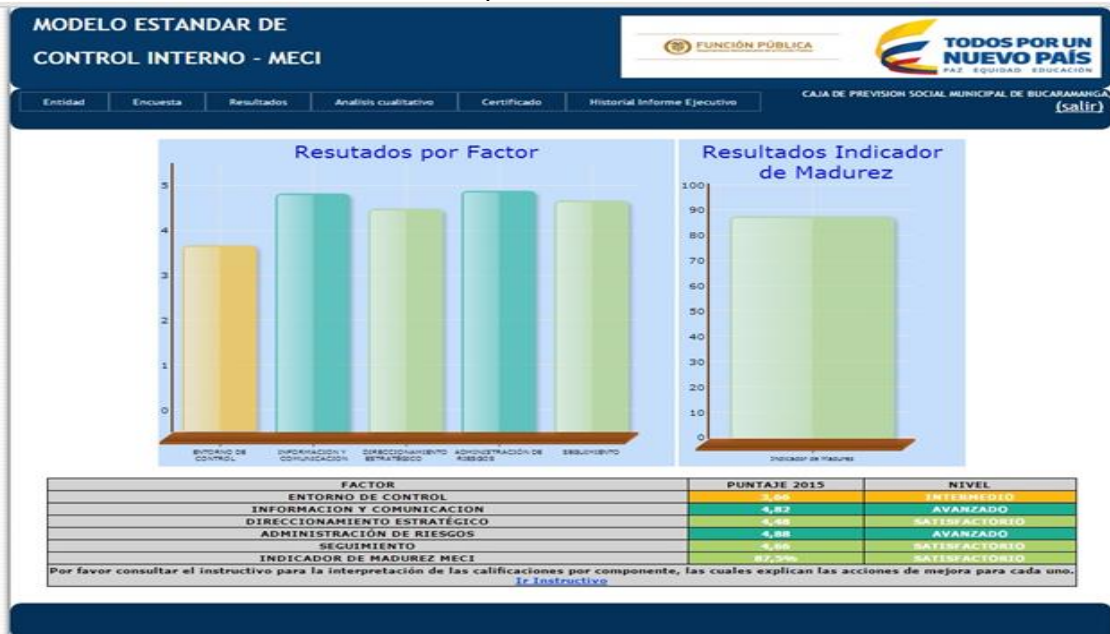 MODELO ESTANDAR DE
CONTROL INTERNO - MECI
FUNCIÓN PÚBLICA
TODOS POR UN
NUEVO PAÍS
PAZ EQUIDAD EDUCACIÓN
Entidad Encuesta Resultados Analisis cualitativo Certificado Historial Informe Ejecutivo
CAJA DE PREVISION SOCIAL MUNICIPAL DE BUCARAMANGA
(salir)
Resutados por Factor
5
4
3
2
1
0
ENTORNO DE CONTROL
INFORMACION Y COMUNICACION
DIRECCIONAMIENTO ESTRATÉGICO
ADMINISTRACIÓN DE RIESGOS
SEGUIMIENTO
Resultados Indicador
de Madurez
100
90
80
70
60
50
40
30
20
10
0
Indicador de Madurez
FACTOR PUNTAJE 2015 NIVEL
ENTORNO DE CONTROL 3,66 INTERMEDIO
INFORMACION Y COMUNICACION 4,82 AVANZADO
DIRECCIONAMIENTO ESTRATÉGICO 4,48 SATISFACTORIO
ADMINISTRACIÓN DE RIESGOS 4,88 AVANZADO
SEGUIMIENTO 4,66 SATISFACTORIO
INDICADOR DE MADUREZ MECI 87,5% SATISFACTORIO
Por favor consultar el instructivo para la interpretación de las calificaciones por componente, las cuales explican las acciones de mejora para cada uno.
Ir Instructivo